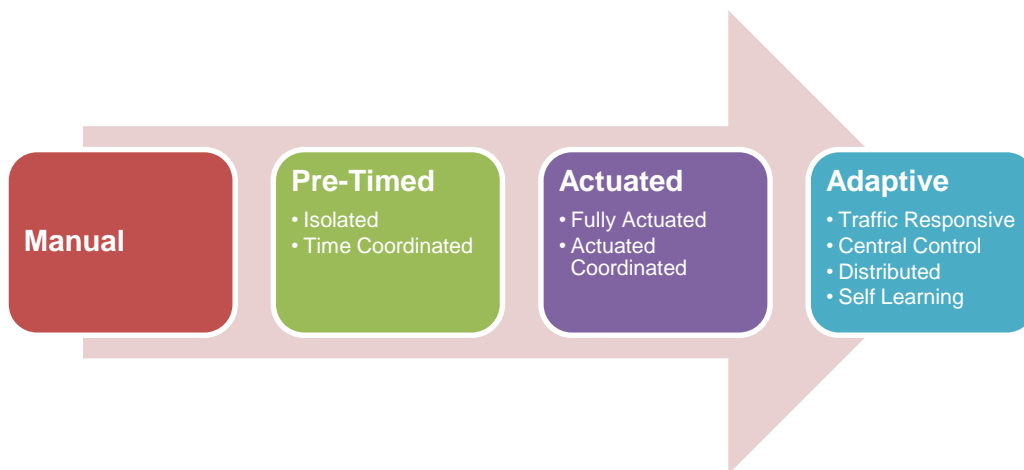 Manual
Pre-Timed
• Isolated
• Time Coordinated
Actuated
• Fully Actuated
• Actuated
Coordinated
Adaptive
• Traffic Responsive
• Central Control
• Distributed
• Self Learning